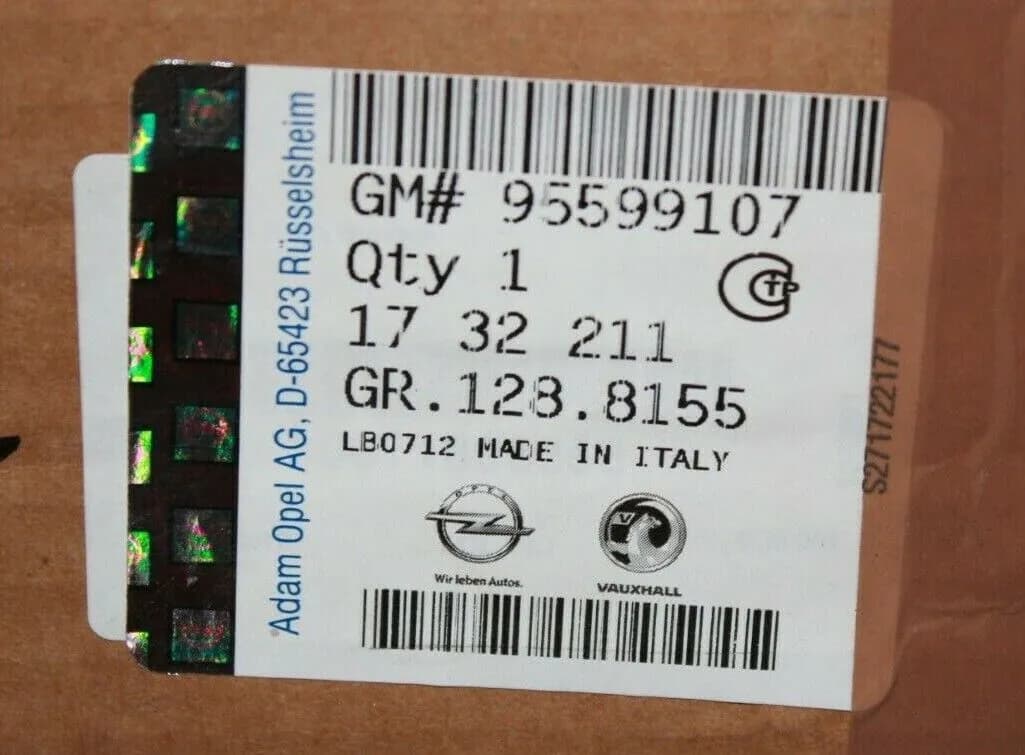 Adam Opel AG, D-65423 Rüsselsheim
GM# 95599107
Qty 1
17 32 211
GR.128.8155
LB0712 MADE IN ITALY
OPEL
Wir leben Autos.
V
VAUXHALL
S271722177